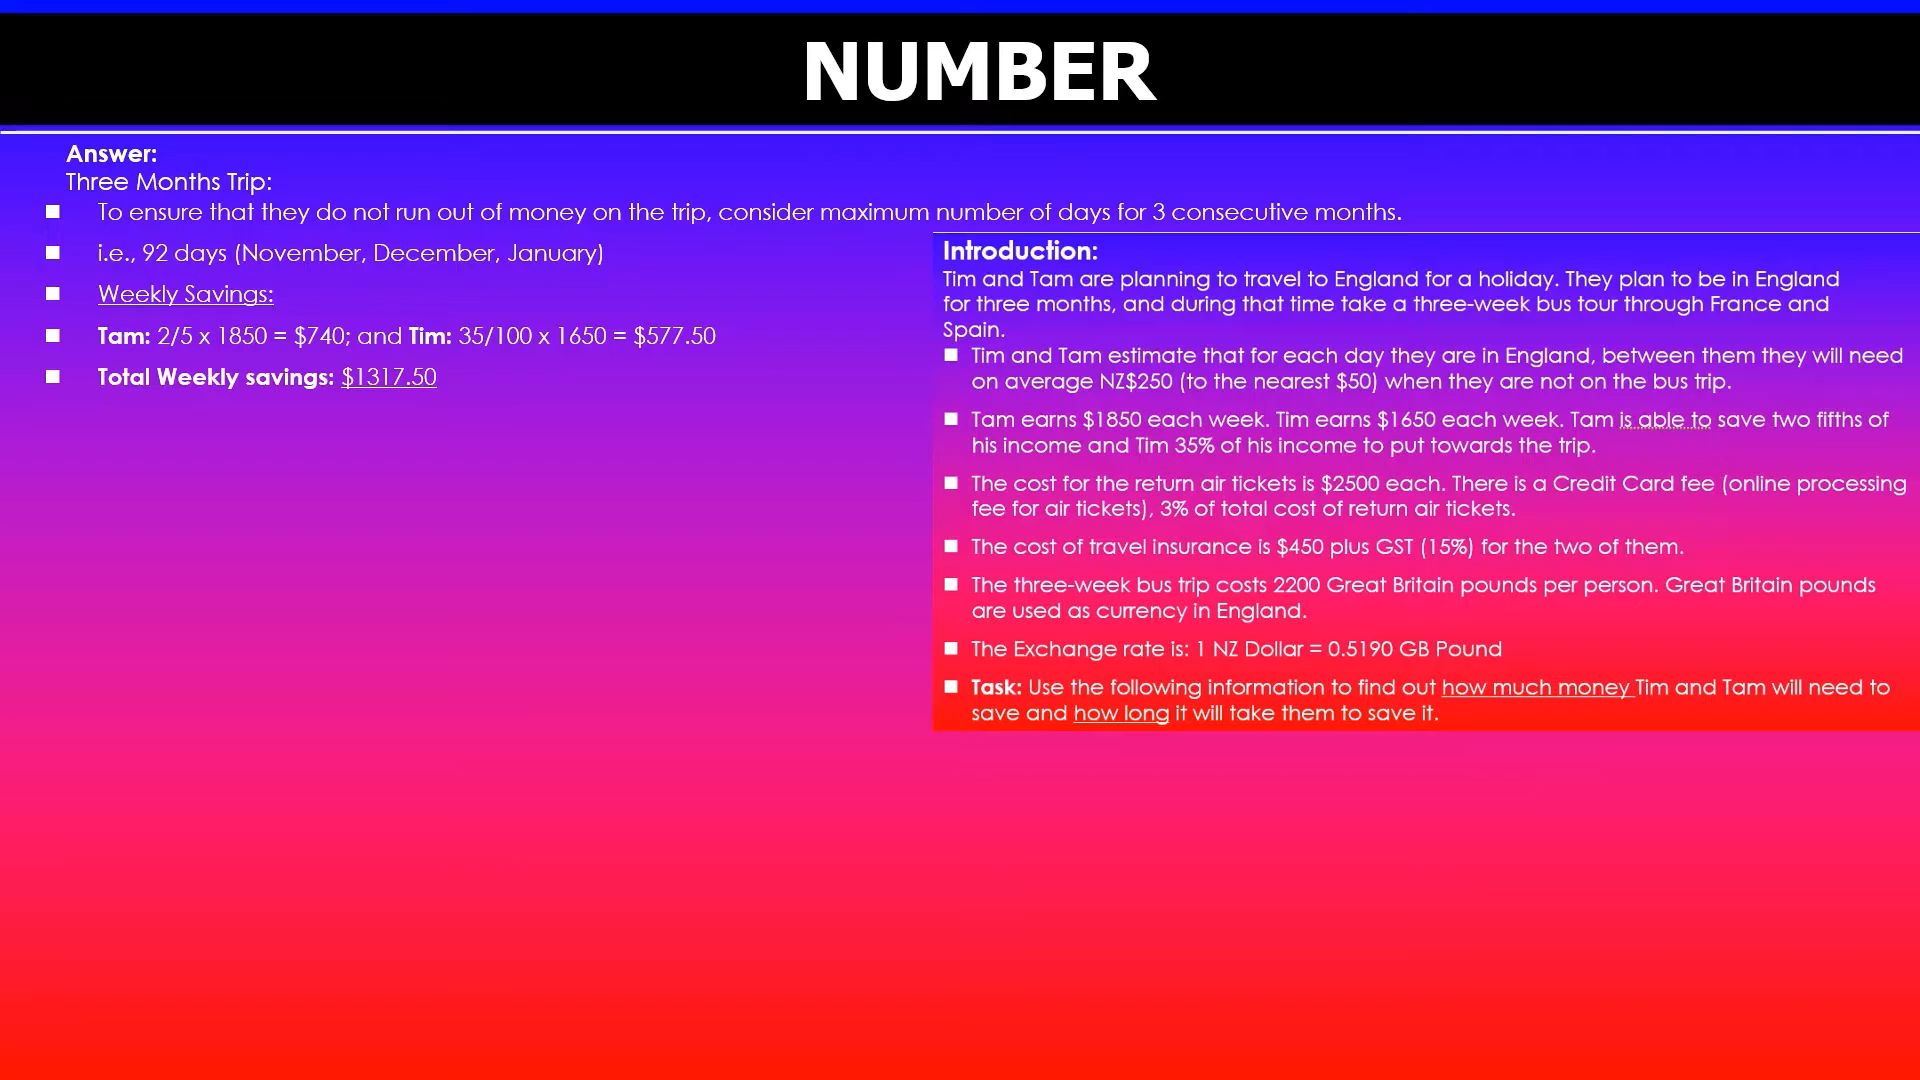 NUMBER
Answer:
Three Months Trip:
■ To ensure that they do not run out of money on the trip, consider maximum number of days for 3 consecutive months.
■ i.e., 92 days (November, December, January)
■ Weekly Savings:
■ Tam: 2/5 x 1850 = $740; and Tim: 35/100 x 1650 = $577.50
■ Total Weekly savings: $1317.50
Introduction:
Tim and Tam are planning to travel to England for a holiday. They plan to be in England
for three months, and during that time take a three-week bus tour through France and
Spain.
■ Tim and Tam estimate that for each day they are in England, between them they will need
on average NZ$250 (to the nearest $50) when they are not on the bus trip.
■ Tam earns $1850 each week. Tim earns $1650 each week. Tam is able to save two fifths of
his income and Tim 35% of his income to put towards the trip.
■ The cost for the return air tickets is $2500 each. There is a Credit Card fee (online processing
fee for air tickets), 3% of total cost of return air tickets.
■ The cost of travel insurance is $450 plus GST (15%) for the two of them.
■ The three-week bus trip costs 2200 Great Britain pounds per person. Great Britain pounds
are used as currency in England.
■ The Exchange rate is: 1 NZ Dollar = 0.5190 GB Pound
■ Task: Use the following information to find out how much money Tim and Tam will need to
save and how long it will take them to save it.